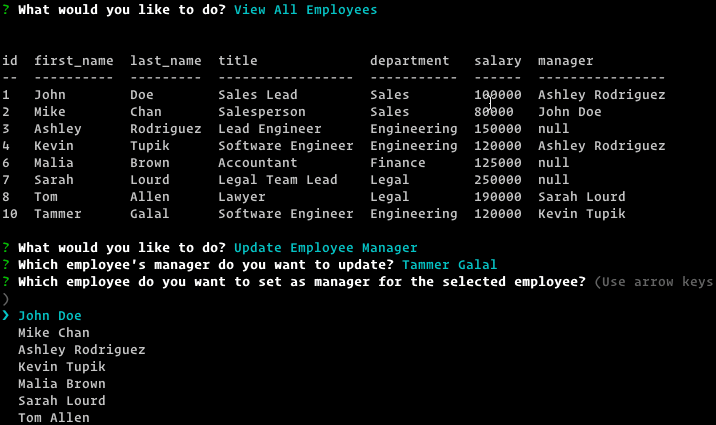 ? What would you like to do? View All Employees
id  first_name  last_name  title              department   salary  manager
--  ----------  ---------  -----------------  -----------  ------  ----------------
1   John        Doe        Sales Lead         Sales        100000  Ashley Rodriguez
2   Mike        Chan       Salesperson        Sales        80000   John Doe
3   Ashley      Rodriguez  Lead Engineer      Engineering  150000  null
4   Kevin       Tupik      Software Engineer  Engineering  120000  Ashley Rodriguez
6   Malia       Brown      Accountant         Finance      125000  null
7   Sarah       Lourd      Legal Team Lead    Legal        250000  null
8   Tom         Allen      Lawyer             Legal        190000  Sarah Lourd
10  Tammer      Galal      Software Engineer  Engineering  120000  Kevin Tupik
? What would you like to do? Update Employee Manager
? Which employee's manager do you want to update? Tammer Galal
? Which employee do you want to set as manager for the selected employee? (Use arrow keys
)
❯ John Doe
  Mike Chan
  Ashley Rodriguez
  Kevin Tupik
  Malia Brown
  Sarah Lourd
  Tom Allen